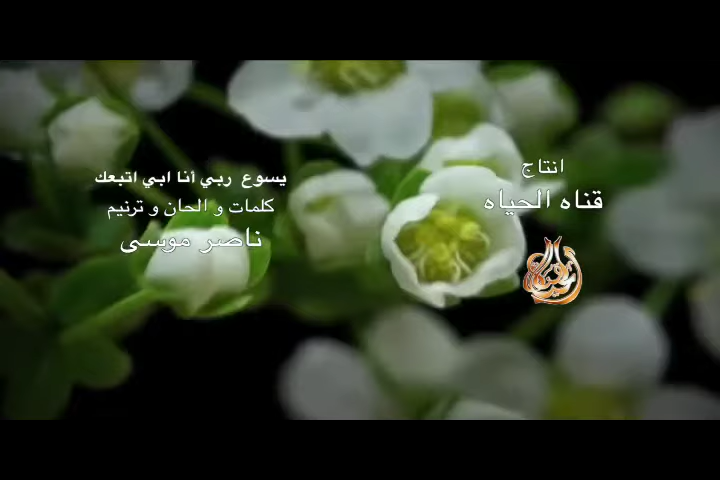 انتاج
قناه الحياه
يسوع ربي أنا ابي اتبعك
كلمات و الحان و ترنيم
ناصر موسى